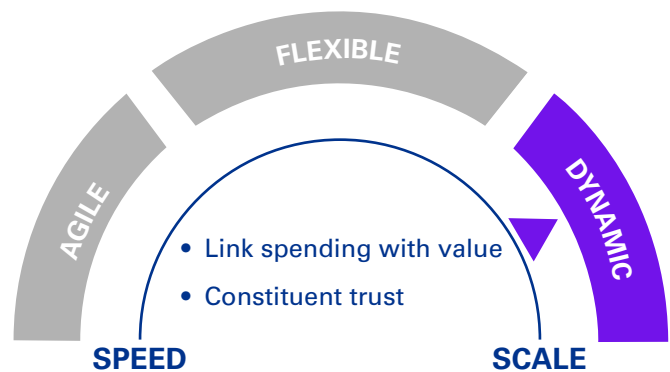 FLEXIBLE
AGILE
DYNAMIC
• Link spending with value
• Constituent trust
SPEED
SCALE